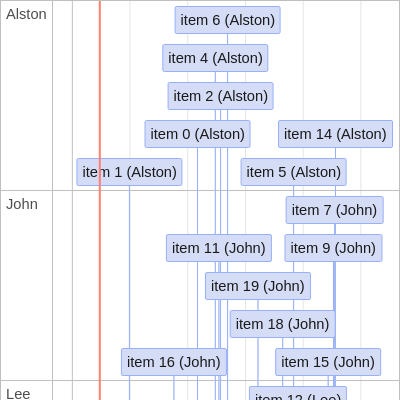 Alston
item 6 (Alston)
item 4 (Alston)
item 2 (Alston)
item 0 (Alston)
item 14 (Alston)
item 1 (Alston)
item 5 (Alston)
John
item 7 (John)
item 11 (John)
item 9 (John)
item 19 (John)
item 18 (John)
item 16 (John)
item 15 (John)
Lee
item 12 (Lee)